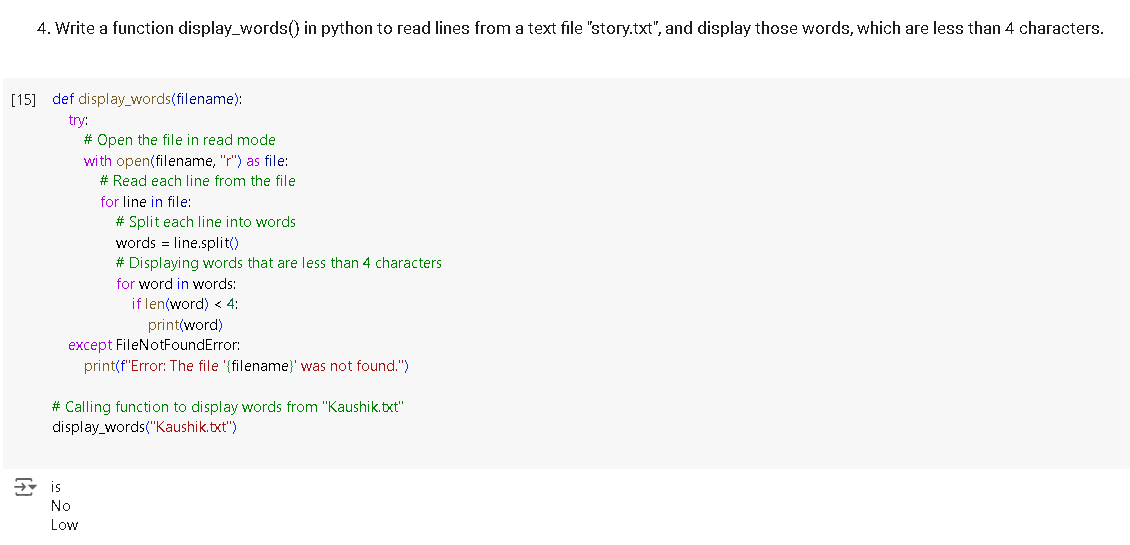 4. Write a function display_words() in python to read lines from a text file "story.txt", and display those words, which are less than 4 characters.
[15] def display_words(filename):
try:
# Open the file in read mode
with open(filename, "r") as file:
# Read each line from the file
for line in file:
# Split each line into words
words = line.split()
# Displaying words that are less than 4 characters
for word in words:
if len(word) < 4:
print(word)
except FileNotFoundError:
print(f"Error: The file '{filename}' was not found.")
# Calling function to display words from "Kaushik.txt"
display_words("Kaushik.txt")
is
No
Low